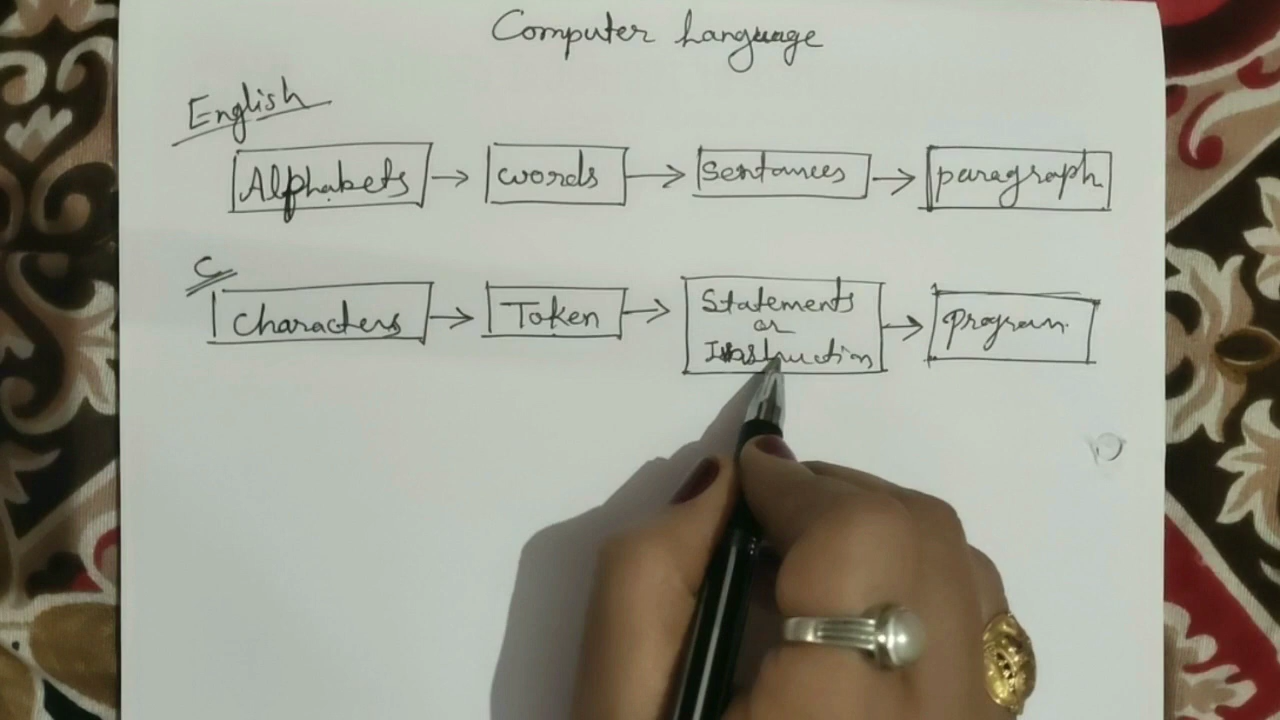 Computer Language
English
Alphabets → words → Sentances → paragraph
C
Characters → Token → Statements or Instruction → Program.